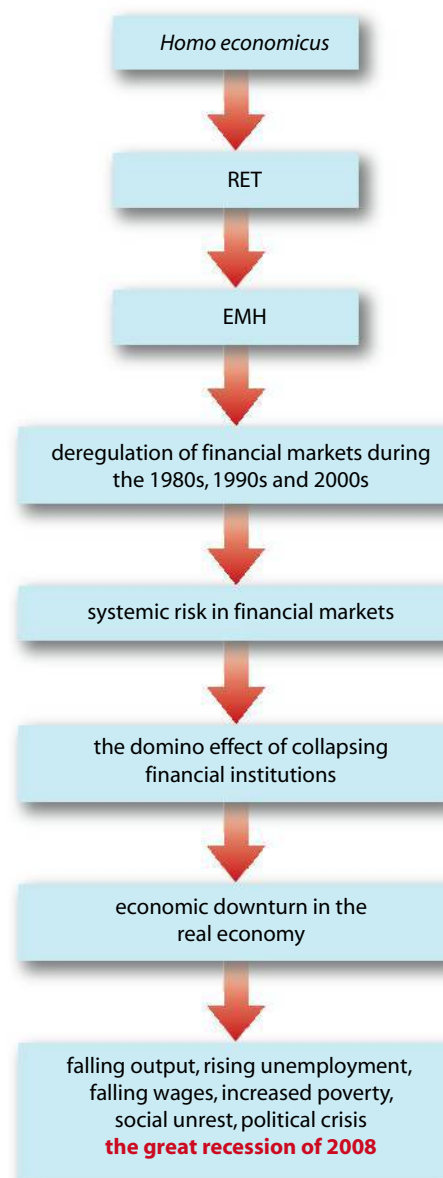 Homo economicus
RET
EMH
deregulation of financial markets during
the 1980s, 1990s and 2000s
systemic risk in financial markets
the domino effect of collapsing
financial institutions
economic downturn in the
real economy
falling output, rising unemployment,
falling wages, increased poverty,
social unrest, political crisis
the great recession of 2008